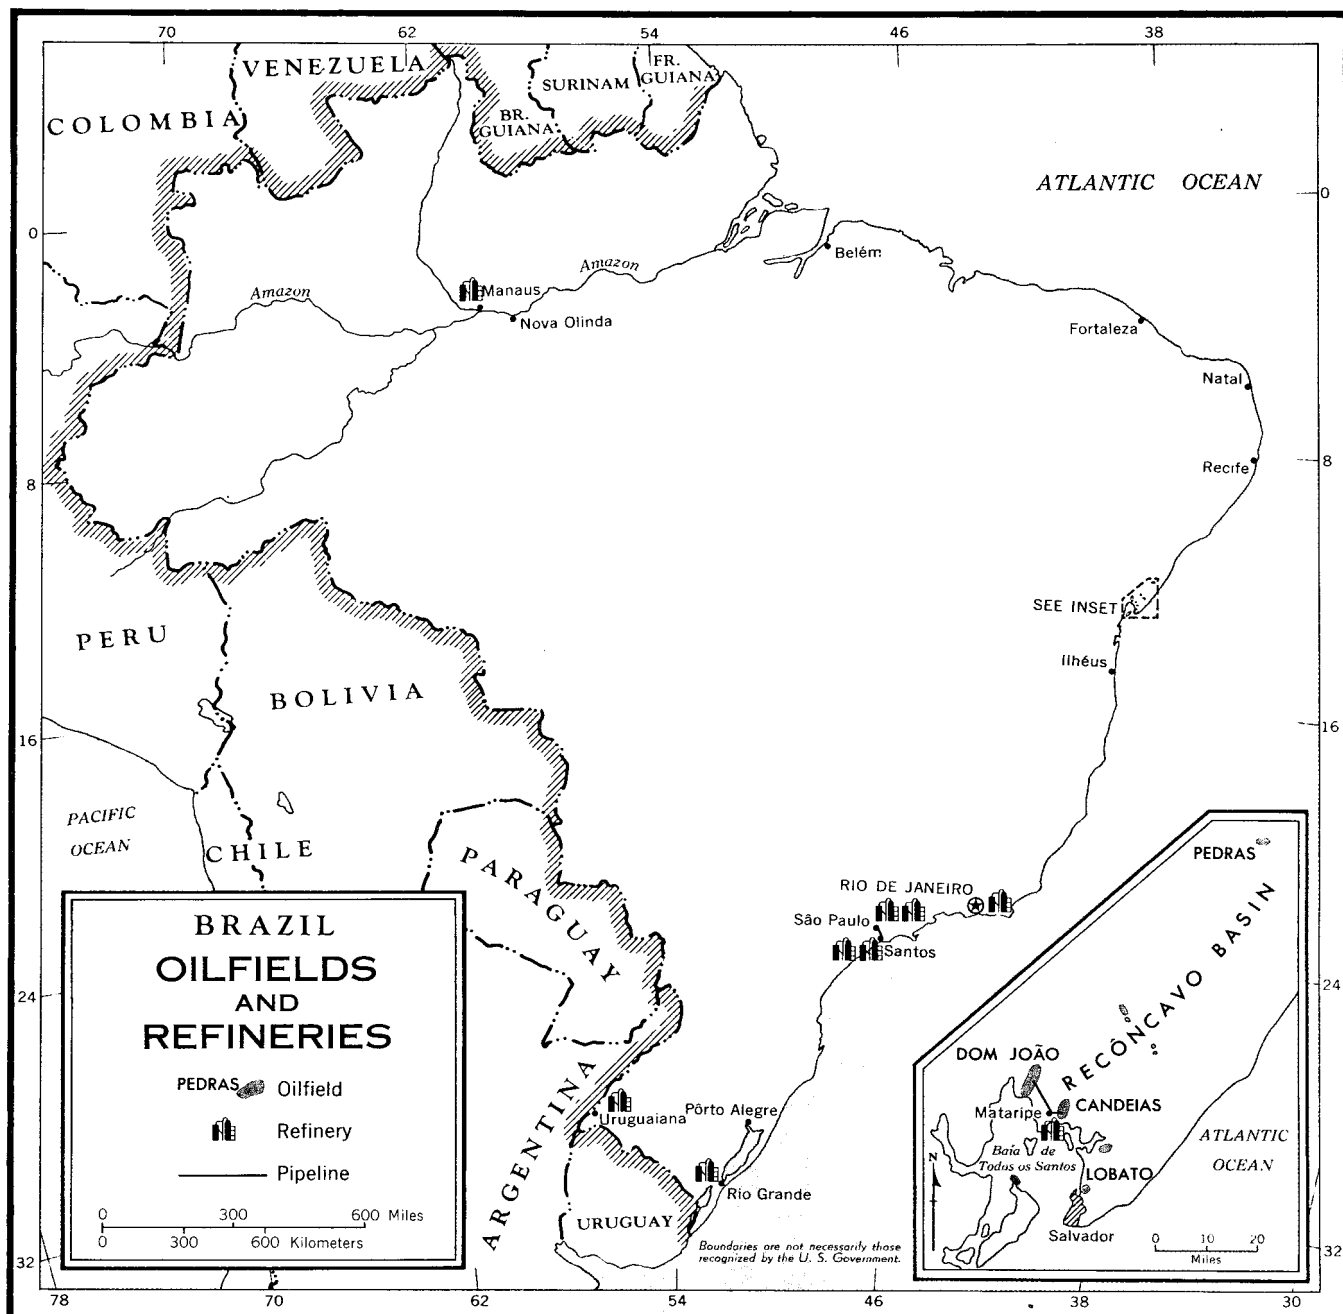 70 62 54 46 38
VENEZUELA
COLOMBIA
BR.
GUIANA
SURINAM
FR.
GUIANA
ATLANTIC OCEAN
0
0
Belém
Amazon
Amazon
Manaus
Nova Olinda
Fortaleza
Natal
Recife
8
8
SEE INSET
Ilhéus
PERU
BOLIVIA
16
16
PACIFIC
OCEAN
CHILE
PARAGUAY
RIO DE JANEIRO
São Paulo
Santos
24
24
ARGENTINA
Uruguaiana
Pôrto Alegre
Rio Grande
URUGUAY
32
32
Boundaries are not necessarily those
recognized by the U. S. Government.
BRAZIL
OILFIELDS
AND
REFINERIES
PEDRAS Oilfield
Refinery
Pipeline
0 300 600 Miles
0 300 600 Kilometers
PEDRAS
RECÔNCAVO BASIN
DOM JOÃO
CANDEIAS
Mataripe
Baía de
Todos os Santos
LOBATO
ATLANTIC
OCEAN
N
Salvador
0 10 20
Miles
78 70 62 54 46 38 30